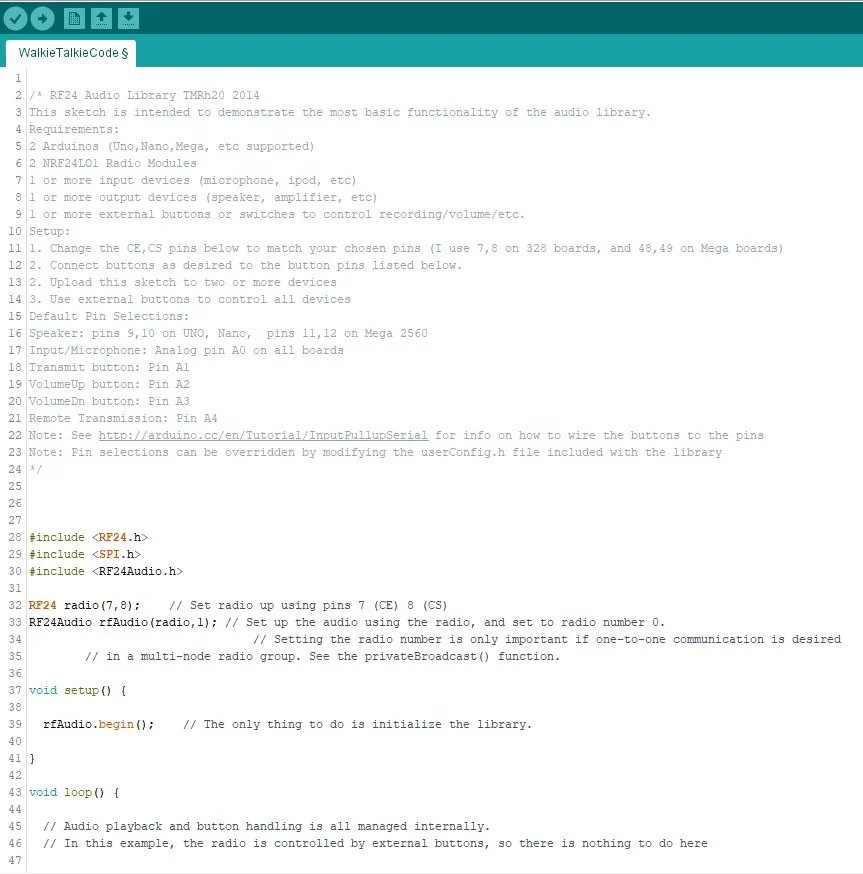 WalkieTalkieCode §
1
2 /* RF24 Audio Library TMRh20 2014
3 This sketch is intended to demonstrate the most basic functionality of the audio library.
4 Requirements:
5 2 Arduinos (Uno,Nano,Mega, etc supported)
6 2 NRF24LO1 Radio Modules
7 1 or more input devices (microphone, ipod, etc)
8 1 or more output devices (speaker, amplifier, etc)
9 1 or more external buttons or switches to control recording/volume/etc.
10 Setup:
11 1. Change the CE,CS pins below to match your chosen pins (I use 7,8 on 328 boards, and 48,49 on Mega boards)
12 2. Connect buttons as desired to the button pins listed below.
13 2. Upload this sketch to two or more devices
14 3. Use external buttons to control all devices
15 Default Pin Selections:
16 Speaker: pins 9,10 on UNO, Nano,  pins 11,12 on Mega 2560
17 Input/Microphone: Analog pin A0 on all boards
18 Transmit button: Pin A1
19 VolumeUp button: Pin A2
20 VolumeDn button: Pin A3
21 Remote Transmission: Pin A4
22 Note: See http://arduino.cc/en/Tutorial/InputPullupSerial for info on how to wire the buttons to the pins
23 Note: Pin selections can be overridden by modifying the userConfig.h file included with the library
24 */
25
26
27
28 #include <RF24.h>
29 #include <SPI.h>
30 #include <RF24Audio.h>
31
32 RF24 radio(7,8);    // Set radio up using pins 7 (CE) 8 (CS)
33 RF24Audio rfAudio(radio,1); // Set up the audio using the radio, and set to radio number 0.
34                                 // Setting the radio number is only important if one-to-one communication is desired
35         // in a multi-node radio group. See the privateBroadcast() function.
36
37 void setup() {
38
39   rfAudio.begin();    // The only thing to do is initialize the library.
40
41 }
42
43 void loop() {
44
45   // Audio playback and button handling is all managed internally.
46   // In this example, the radio is controlled by external buttons, so there is nothing to do here
47